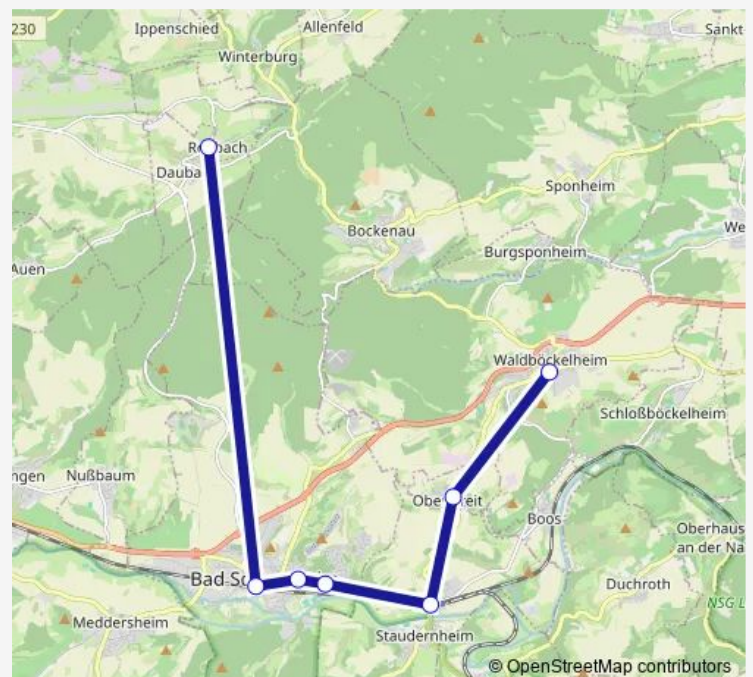 230
Ippenschied
Allenfeld
Sankt
Winterburg
Dauba
Sponheim
Bockenau
We
Burgsponheim
Auen
Waldböckelheim
Schloßböckelheim
ngen
Nußbaum
Boos
Oberhaus
an der Na
Bad
Duchroth
NSG L
Meddersheim
Staudernheim
© OpenStreetMap contributors